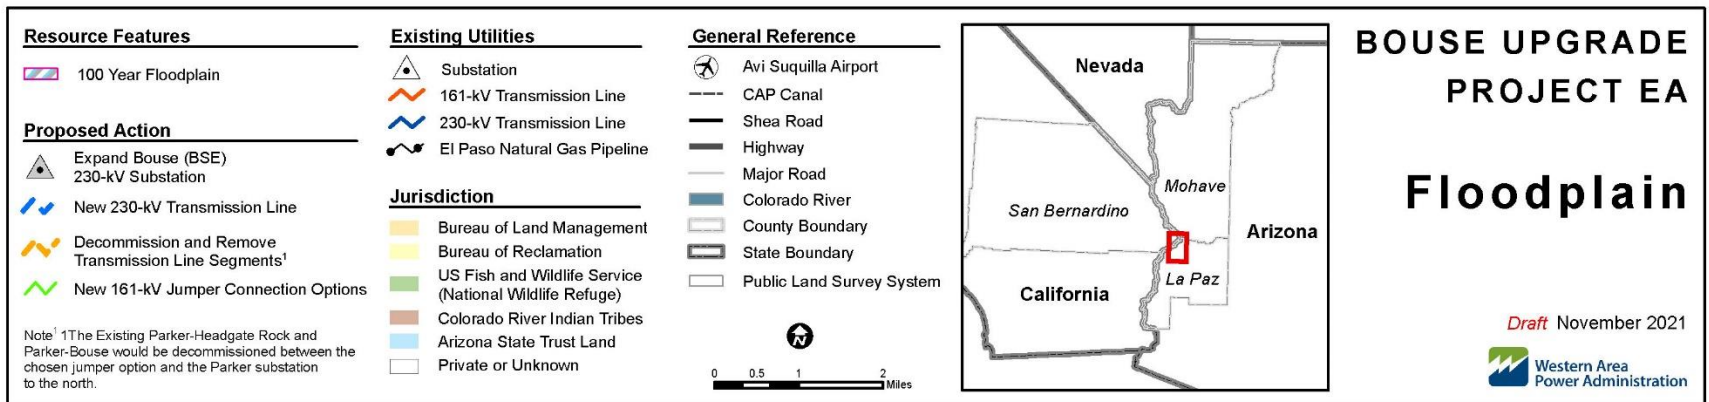 Resource Features
100 Year Floodplain
Proposed Action
Expand Bouse (BSE)
230-kV Substation
New 230-kV Transmission Line
Decommission and Remove
Transmission Line Segments¹
New 161-kV Jumper Connection Options
Note¹ 1The Existing Parker-Headgate Rock and
Parker-Bouse would be decommissioned between the
chosen jumper option and the Parker substation
to the north.
Existing Utilities
Substation
161-kV Transmission Line
230-kV Transmission Line
El Paso Natural Gas Pipeline
Jurisdiction
Bureau of Land Management
Bureau of Reclamation
US Fish and Wildlife Service
(National Wildlife Refuge)
Colorado River Indian Tribes
Arizona State Trust Land
Private or Unknown
General Reference
Avi Suquilla Airport
CAP Canal
Shea Road
Highway
Major Road
Colorado River
County Boundary
State Boundary
Public Land Survey System
0 0.5 1 2
Miles
Nevada
Mohave
San Bernardino
Arizona
La Paz
California
BOUSE UPGRADE
PROJECT EA
Floodplain
Draft November 2021
Western Area
Power Administration